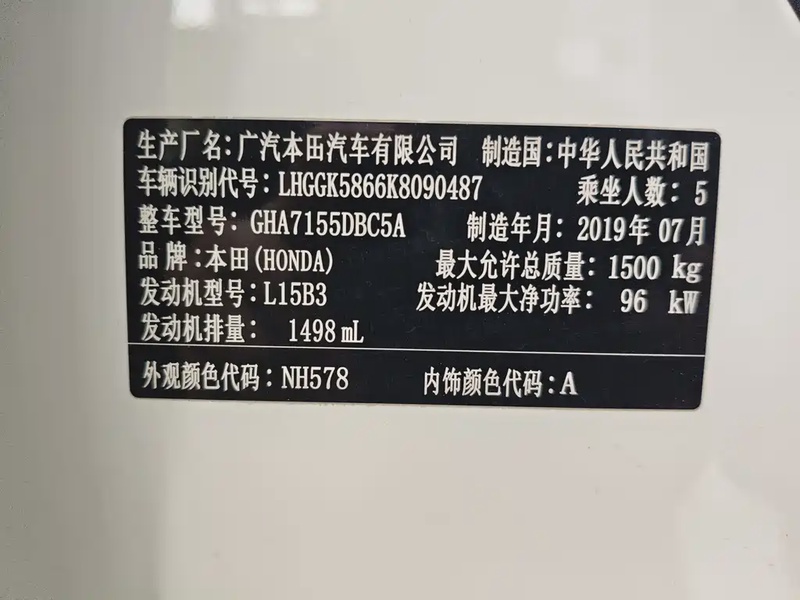 生产厂名:广汽本田汽车有限公司 制造国:中华人民共和国
车辆识别代号:LHGGK5866K8090487 乘坐人数:5
整车型号:GHA7155DBC5A 制造年月:2019年07月
品牌:本田(HONDA) 最大允许总质量:1500 kg
发动机型号:L15B3 发动机最大净功率: 96 kW
发动机排量: 1498 mL
外观颜色代码:NH578 内饰颜色代码:A